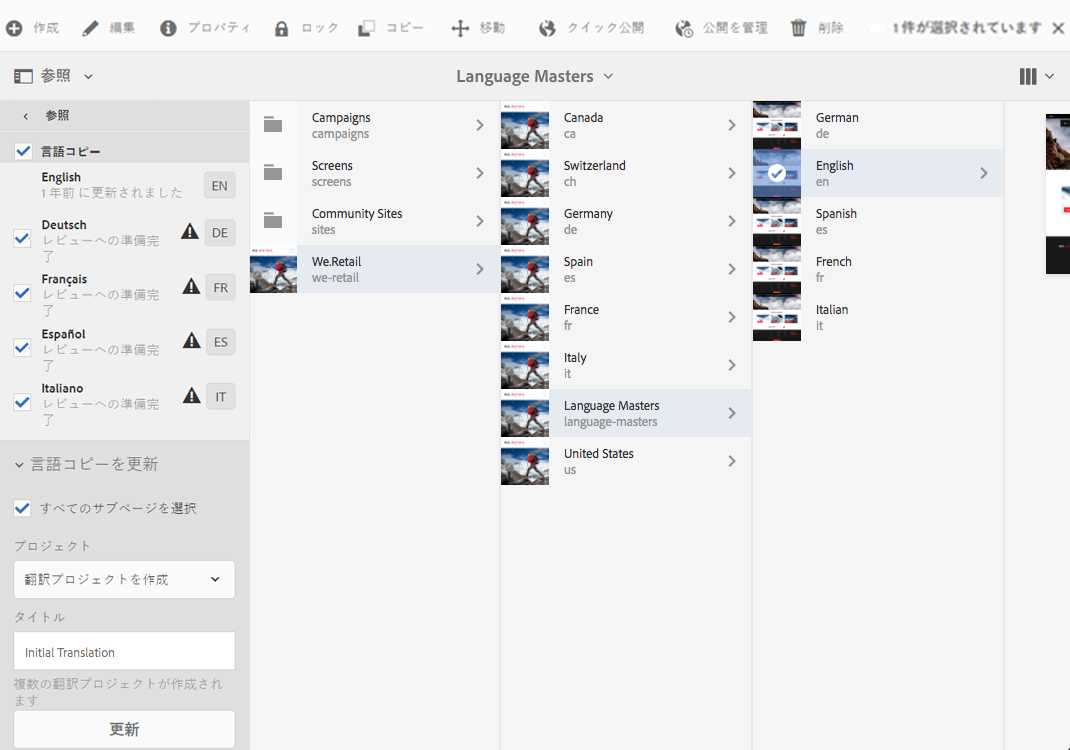 作成 編集 プロパティ ロック コピー 移動 クイック公開 公開を管理 削除 1件が選択されています
参照 Language Masters
参照
言語コピー
English
1 年前 に更新されました
EN
Deutsch
レビューへの準備完
了
DE
Français
レビューへの準備完
了
FR
Español
レビューへの準備完
了
ES
Italiano
レビューへの準備完
了
IT
言語コピーを更新
すべてのサブページを選択
プロジェクト
翻訳プロジェクトを作成
タイトル
Initial Translation
複数の翻訳プロジェクトが作成され
ます
更新
Campaigns
campaigns
Screens
screens
Community Sites
sites
We.Retail
we-retail
Canada
ca
Switzerland
ch
Germany
de
Spain
es
France
fr
Italy
it
Language Masters
language-masters
United States
us
German
de
English
en
Spanish
es
French
fr
Italian
it